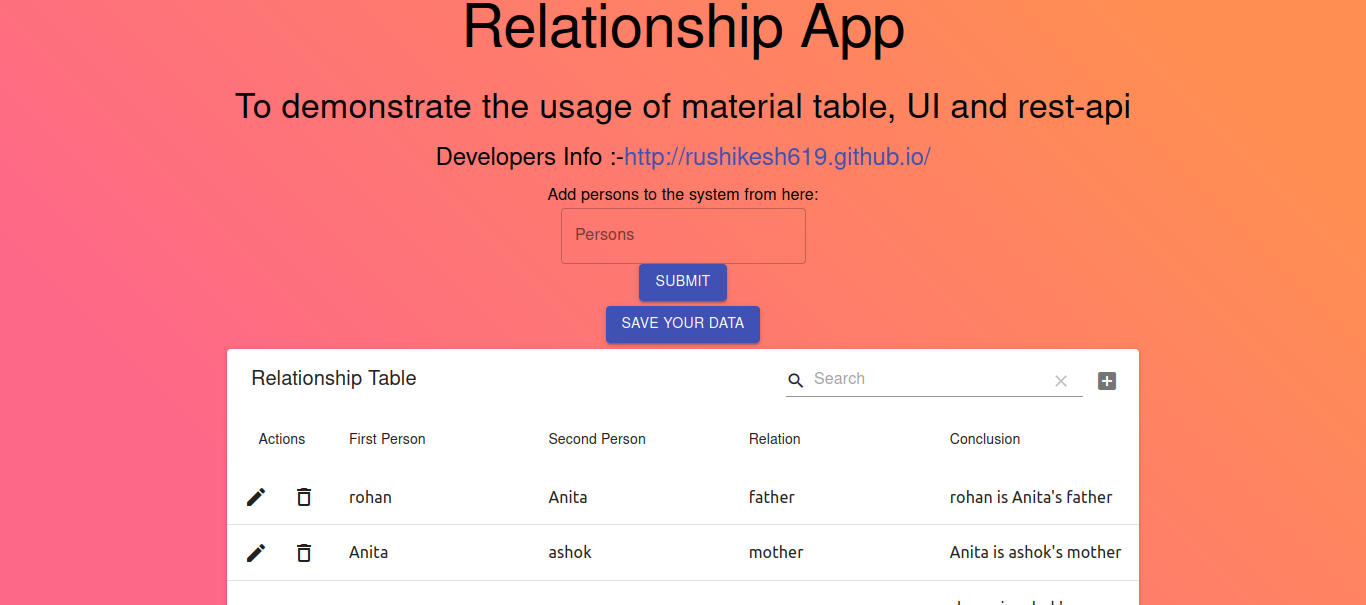 Relationship App
To demonstrate the usage of material table, UI and rest-api
Developers Info :-http://rushikesh619.github.io/
Add persons to the system from here:
Persons
SUBMIT
SAVE YOUR DATA
Relationship Table
Search
Actions First Person Second Person Relation Conclusion
rohan Anita father rohan is Anita's father
Anita ashok mother Anita is ashok's mother